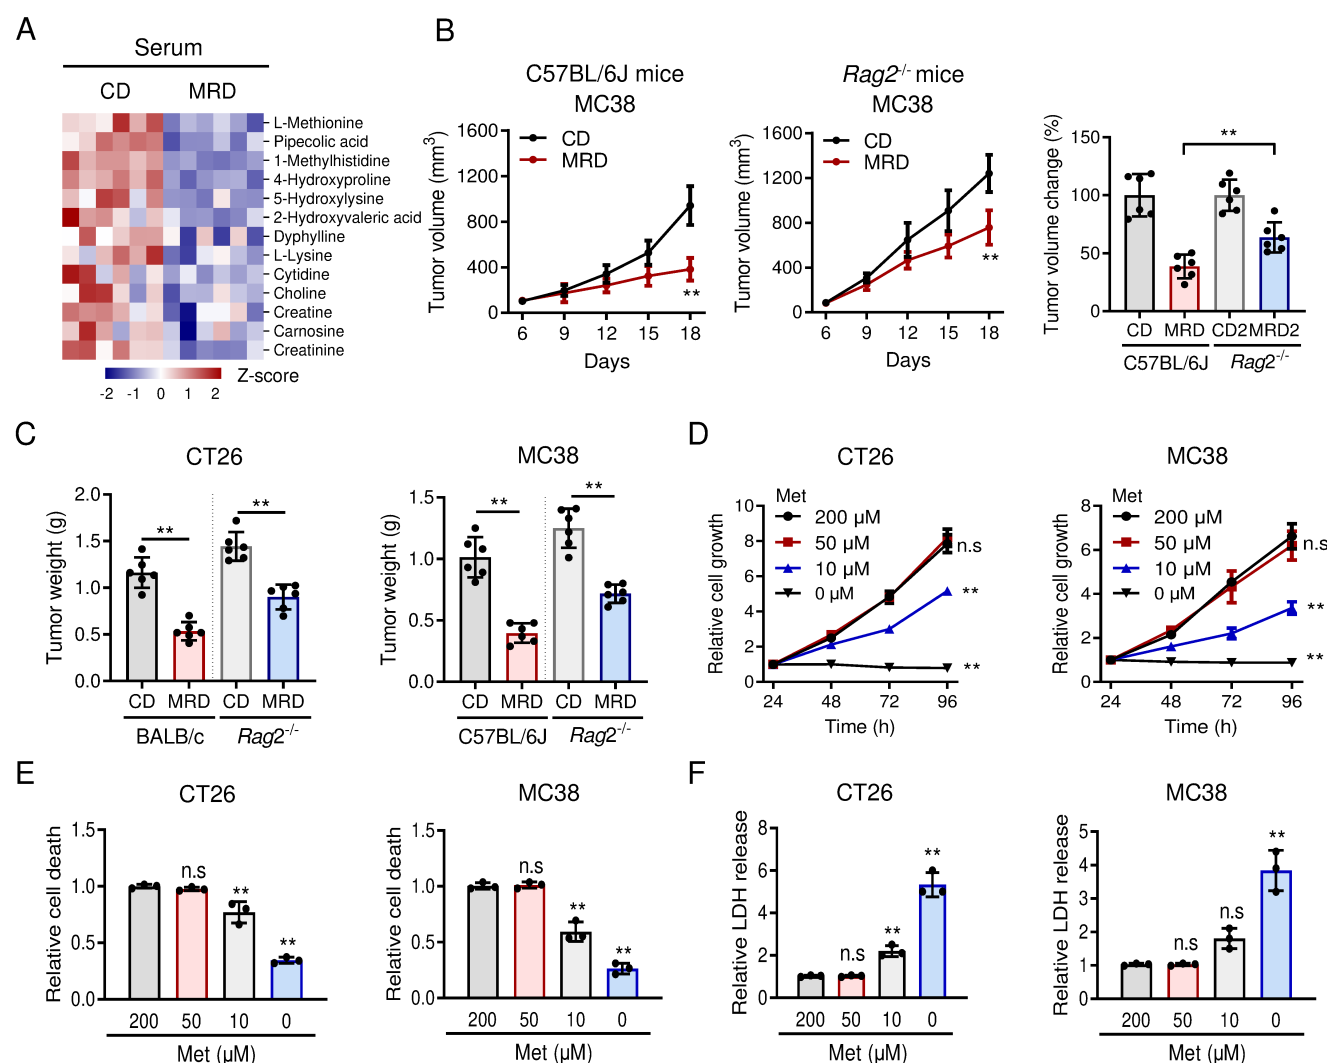 A
Serum
CD MRD
L-Methionine
Pipecolic acid
1-Methylhistidine
4-Hydroxyproline
5-Hydroxylysine
2-Hydroxyvaleric acid
Dyphylline
L-Lysine
Cytidine
Choline
Creatine
Carnosine
Creatinine
Z-score
-2 -1 0 1 2
B
C57BL/6J mice
MC38
Tumor volume (mm³)
1600
1200
800
400
0
CD
MRD
**
6 9 12 15 18
Days
Rag2-/- mice
MC38
Tumor volume (mm³)
1600
1200
800
400
0
CD
MRD
**
6 9 12 15 18
Days
Tumor volume change (%)
150
100
50
0
**
CD MRD CD2 MRD2
C57BL/6J Rag2-/-
C
CT26
Tumor weight (g)
2.0
1.5
1.0
0.5
0
** **
CD MRD CD MRD
BALB/c Rag2-/-
MC38
Tumor weight (g)
1.5
1.0
0.5
0
** **
CD MRD CD MRD
C57BL/6J Rag2-/-
D
CT26
Relative cell growth
10
8
6
4
2
0
Met
200 µM
50 µM
10 µM
0 µM
n.s
**
**
24 48 72 96
Time (h)
MC38
Relative cell growth
8
6
4
2
0
Met
200 µM
50 µM
10 µM
0 µM
n.s
**
**
24 48 72 96
Time (h)
E
CT26
Relative cell death
1.5
1.0
0.5
0.0
n.s ** **
200 50 10 0
Met (µM)
MC38
Relative cell death
1.5
1.0
0.5
0.0
n.s ** **
200 50 10 0
Met (µM)
F
CT26
Relative LDH release
8
6
4
2
0
n.s ** **
200 50 10 0
Met (µM)
MC38
Relative LDH release
5
4
3
2
1
0
n.s n.s **
200 50 10 0
Met (µM)